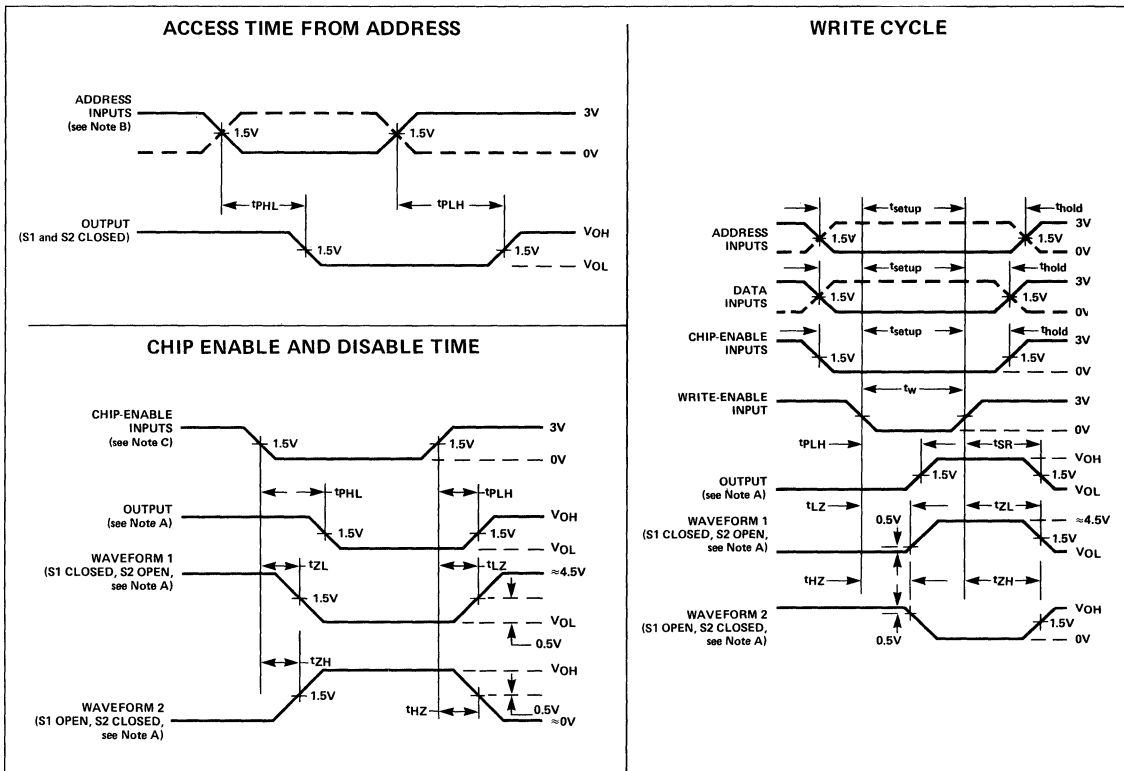 ACCESS TIME FROM ADDRESS
ADDRESS
INPUTS
(see Note B)
3V
1.5V
1.5V
0V
tPHL
tPLH
OUTPUT
(S1 and S2 CLOSED)
VOH
1.5V
1.5V
VOL
CHIP ENABLE AND DISABLE TIME
CHIP-ENABLE
INPUTS
(see Note C)
3V
1.5V
1.5V
0V
tPHL
tPLH
OUTPUT
(see Note A)
VOH
1.5V
1.5V
VOL
WAVEFORM 1
(S1 CLOSED, S2 OPEN,
see Note A)
tZL
tLZ
≈4.5V
1.5V
VOL
0.5V
tZH
VOH
WAVEFORM 2
(S1 OPEN, S2 CLOSED,
see Note A)
1.5V
tHZ
0.5V
≈0V
WRITE CYCLE
tsetup
thold
ADDRESS
INPUTS
3V
1.5V
1.5V
0V
tsetup
thold
DATA
INPUTS
3V
1.5V
1.5V
0V
tsetup
thold
CHIP-ENABLE
INPUTS
3V
1.5V
1.5V
0V
tw
WRITE-ENABLE
INPUT
3V
0V
tPLH
tSR
OUTPUT
(see Note A)
VOH
1.5V
1.5V
VOL
tLZ
tZL
WAVEFORM 1
(S1 CLOSED, S2 OPEN,
see Note A)
0.5V
≈4.5V
1.5V
VOL
tHZ
tZH
WAVEFORM 2
(S1 OPEN, S2 CLOSED,
see Note A)
0.5V
VOH
1.5V
0V